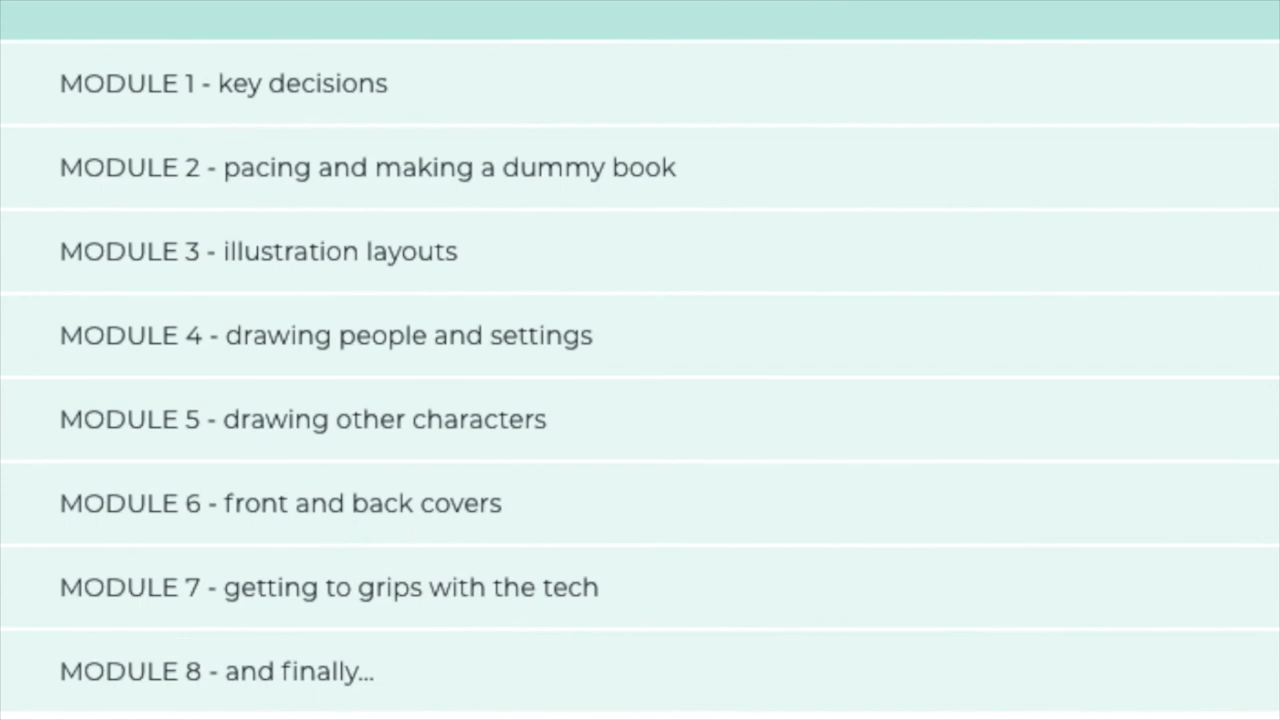 MODULE 1 - key decisions
MODULE 2 - pacing and making a dummy book
MODULE 3 - illustration layouts
MODULE 4 - drawing people and settings
MODULE 5 - drawing other characters
MODULE 6 - front and back covers
MODULE 7 - getting to grips with the tech
MODULE 8 - and finally...